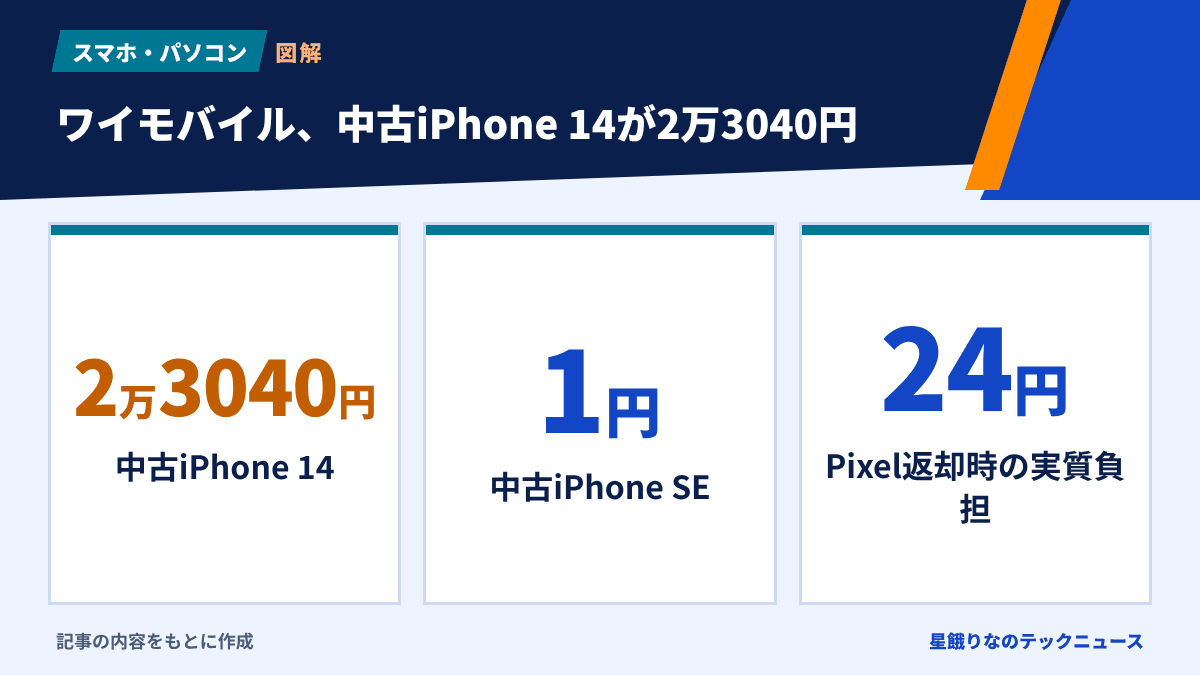 スマホ・パソコン 図解
ワイモバイル、中古iPhone 14が2万3040円
2万3040円
中古iPhone 14
1円
中古iPhone SE
24円
Pixel返却時の実質負
担
記事の内容をもとに作成
星餓りなのテックニュース